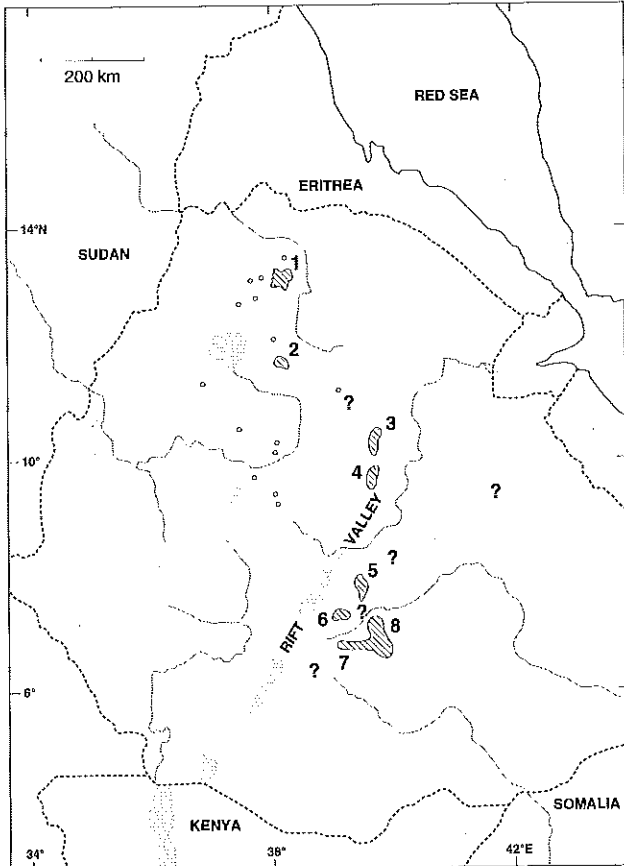 200 km
RED SEA
ERITREA
14°N
SUDAN
1
2
?
3
10°
4
?
VALLEY
?
5
?
6
8
RIFT
7
?
6°
SOMALIA
KENYA
34°
38°
42°E